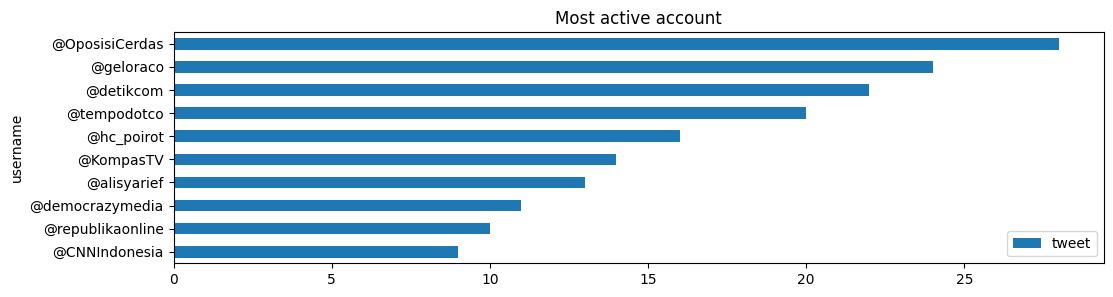 Most active account
username
@OposisiCerdas
@geloraco
@detikcom
@tempodotco
@hc_poirot
@KompasTV
@alisyarief
@democrazymedia
@republikaonline
@CNNIndonesia
tweet
0 5 10 15 20 25